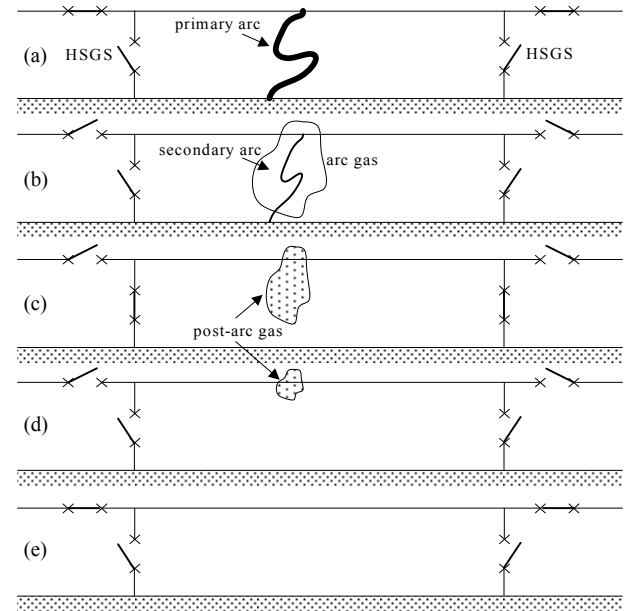 primary arc
(a)
HSGS
HSGS
secondary arc
arc gas
(b)
(c)
post-arc gas
(d)
(e)